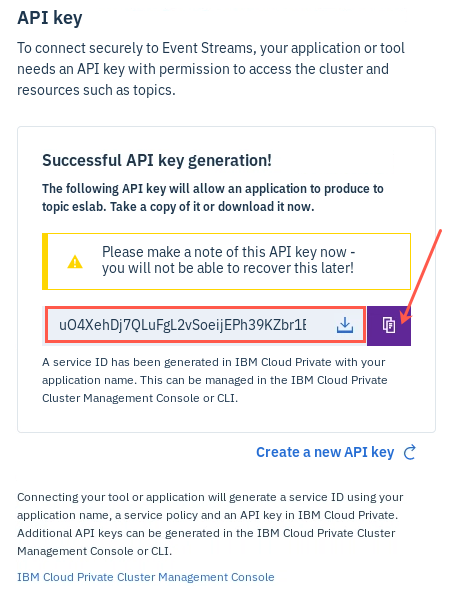 API key
To connect securely to Event Streams, your application or tool
needs an API key with permission to access the cluster and
resources such as topics.
Successful API key generation!
The following API key will allow an application to produce to
topic eslab. Take a copy of it or download it now.
Please make a note of this API key now -
you will not be able to recover this later!
uO4XehDj7QLuFgL2vSoeijEPh39KZbr1E
A service ID has been generated in IBM Cloud Private with your
application name. This can be managed in the IBM Cloud Private
Cluster Management Console or CLI.
Create a new API key
Connecting your tool or application will generate a service ID using your
application name, a service policy and an API key in IBM Cloud Private.
Additional API keys can be generated in the IBM Cloud Private Cluster
Management Console or CLI.
IBM Cloud Private Cluster Management Console